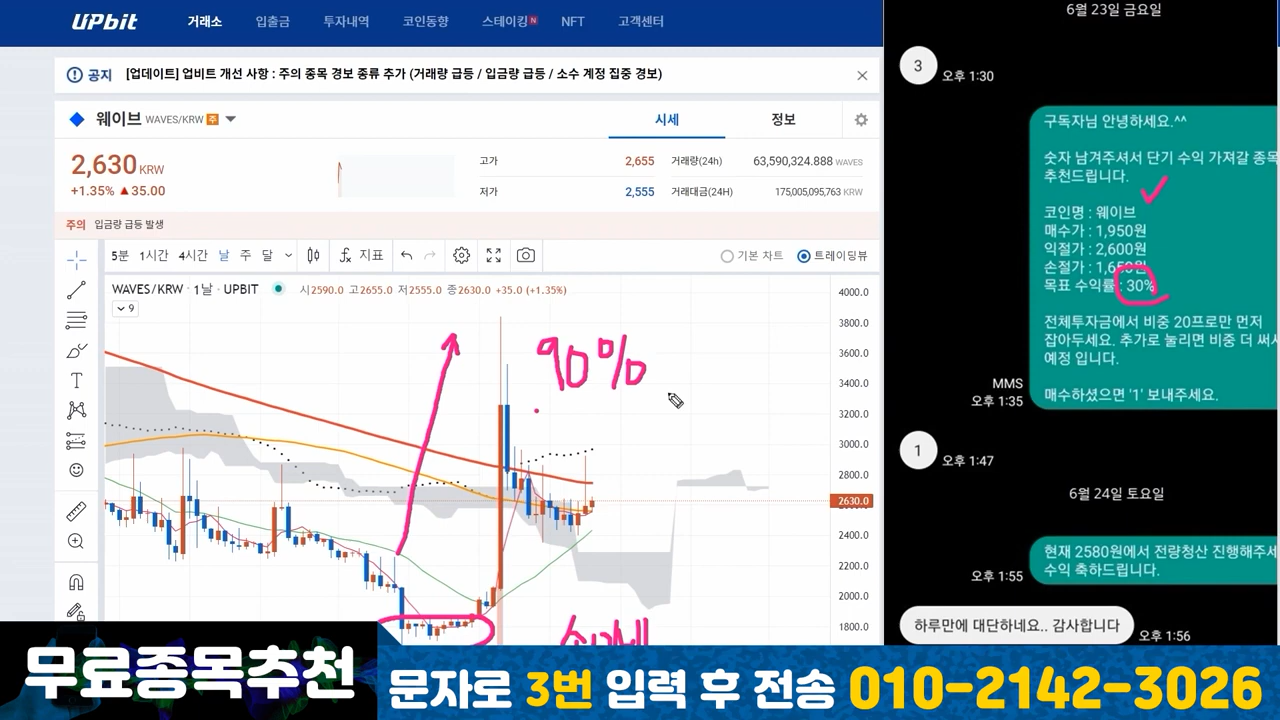 UPbit
거래소 입출금 투자내역 코인동향 스테이킹 N NFT 고객센터
공지 [업데이트] 업비트 개선 사항 : 주의 종목 경보 종류 추가 (거래량 급등 / 입금량 급등 / 소수 계정 집중 경보)
웨이브 WAVES/KRW 주
시세 정보
2,630 KRW
+1.35% ▲35.00
고가 2,655 거래량(24h) 63,590,324.888 WAVES
저가 2,555 거래대금(24H) 175,005,095,763 KRW
주의 입금량 급등 발생
5분 1시간 4시간 날 주 달 지표 기본 차트 트레이딩뷰
WAVES/KRW · 1날 · UPBIT 시2590.0 고2655.0 저2555.0 종2630.0 +35.0 (+1.35%)
9
4000.0
3800.0
3600.0
3400.0
3200.0
3000.0
2800.0
2630.0
2400.0
2200.0
2000.0
1800.0
90%
6월 23일 금요일
3
오후 1:30
구독자님 안녕하세요.^^
숫자 남겨주셔서 단기 수익 가져갈 종목
추천드립니다.
코인명 : 웨이브
매수가 : 1,950원
익절가 : 2,600원
손절가 : 1,650원
목표 수익률 : 30%
전체투자금에서 비중 20프로만 먼저
잡아두세요. 추가로 눌리면 비중 더 써서
예정 입니다.
매수하셨으면 '1' 보내주세요.
MMS
오후 1:35
1
오후 1:47
6월 24일 토요일
현재 2580원에서 전량청산 진행해주세
수익 축하드립니다.
오후 1:55
하루만에 대단하네요.. 감사합니다
오후 1:56
무료종목추천
문자로 3번 입력 후 전송 010-2142-3026